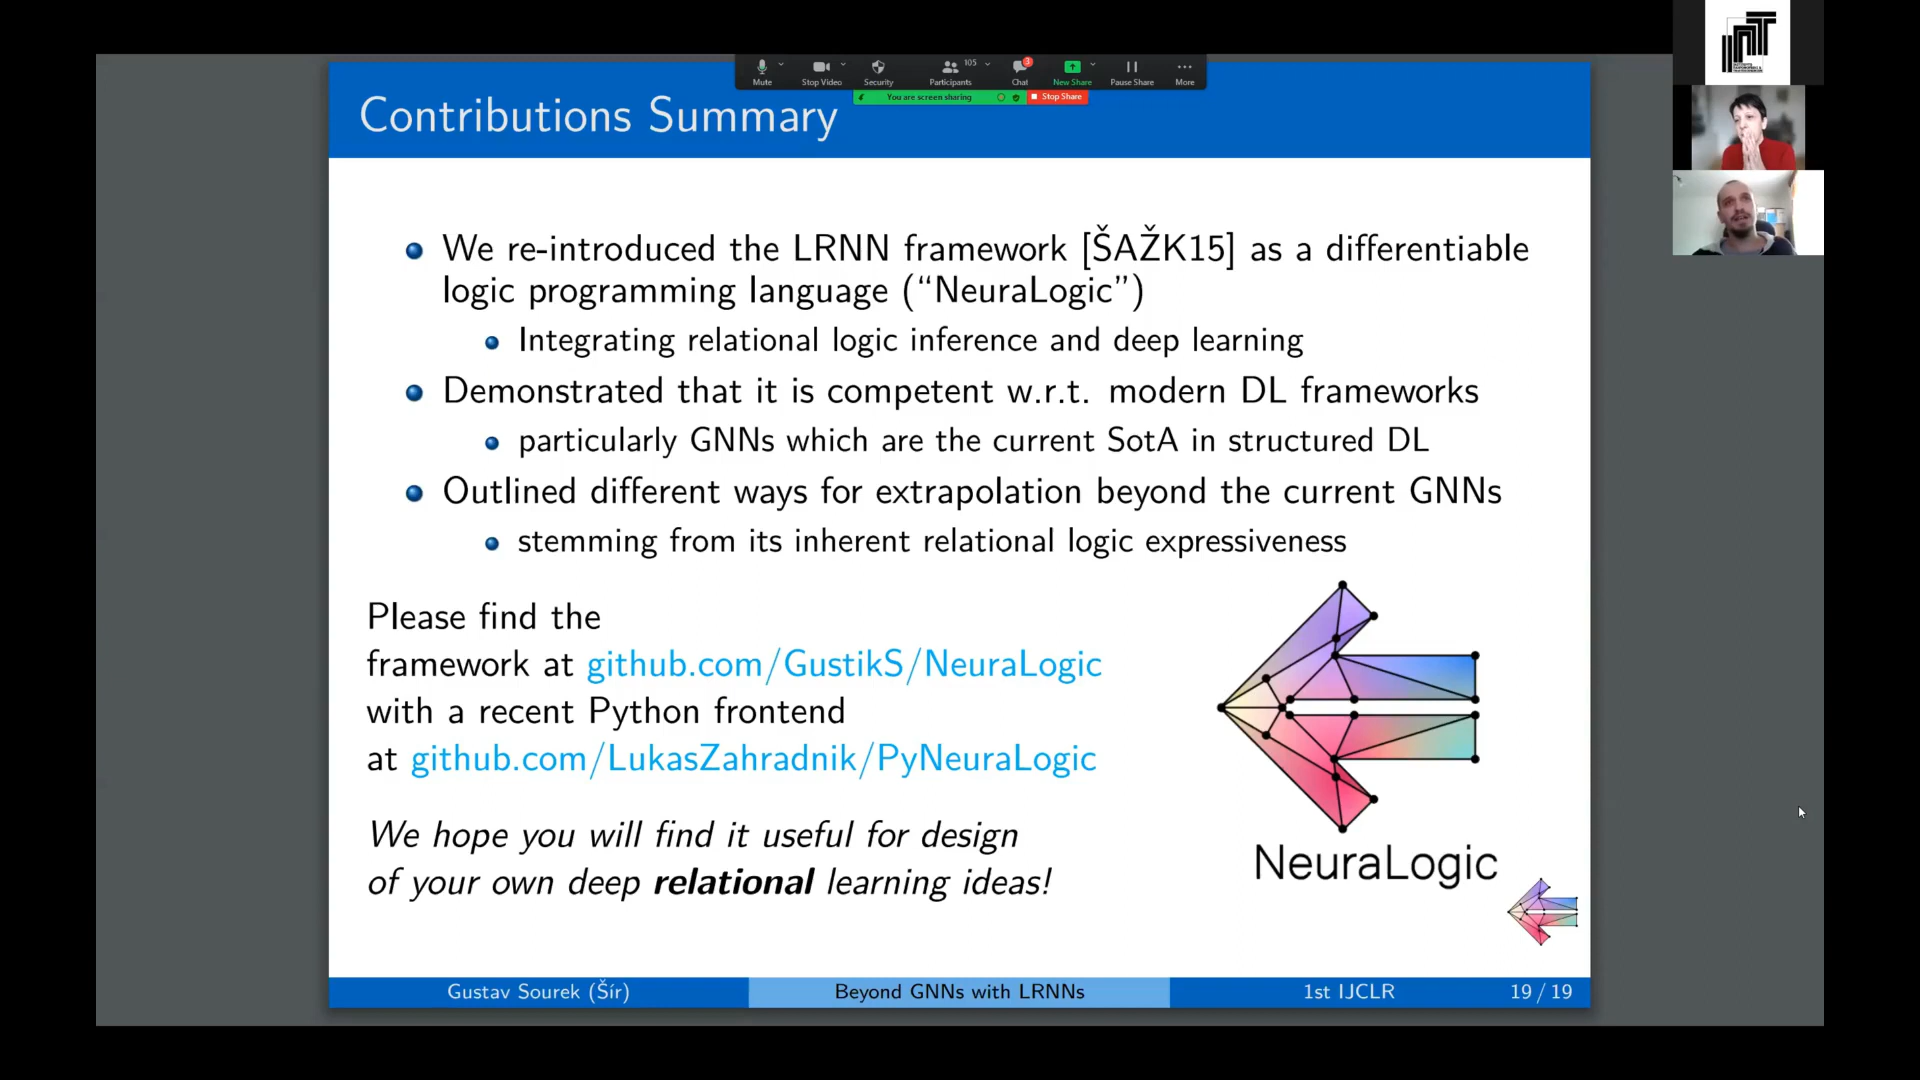 Mute
Stop Video
Security
Participants
105
Chat
3
New Share
Pause Share
More
You are screen sharing
Stop Share
Contributions Summary
We re-introduced the LRNN framework [ŠAŽK15] as a differentiable
logic programming language (“NeuraLogic”)
Integrating relational logic inference and deep learning
Demonstrated that it is competent w.r.t. modern DL frameworks
particularly GNNs which are the current SotA in structured DL
Outlined different ways for extrapolation beyond the current GNNs
stemming from its inherent relational logic expressiveness
Please find the
framework at github.com/GustikS/NeuraLogic
with a recent Python frontend
at github.com/LukasZahradnik/PyNeuraLogic
We hope you will find it useful for design
of your own deep relational learning ideas!
NeuraLogic
Gustav Sourek (Šír)
Beyond GNNs with LRNNs
1st IJCLR
19 / 19